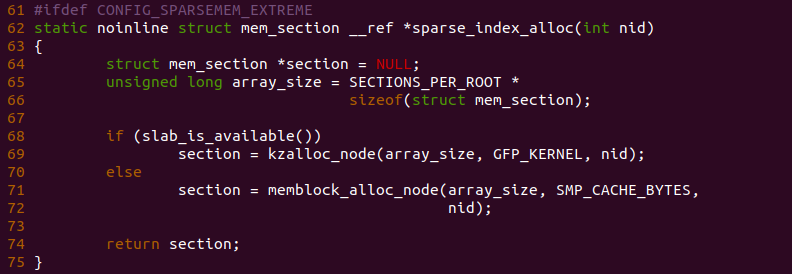 61 #ifdef CONFIG_SPARSEMEM_EXTREME
62 static noinline struct mem_section __ref *sparse_index_alloc(int nid)
63 {
64         struct mem_section *section = NULL;
65         unsigned long array_size = SECTIONS_PER_ROOT *
66                                    sizeof(struct mem_section);
67
68         if (slab_is_available())
69                 section = kzalloc_node(array_size, GFP_KERNEL, nid);
70         else
71                 section = memblock_alloc_node(array_size, SMP_CACHE_BYTES,
72                                               nid);
73
74         return section;
75 }